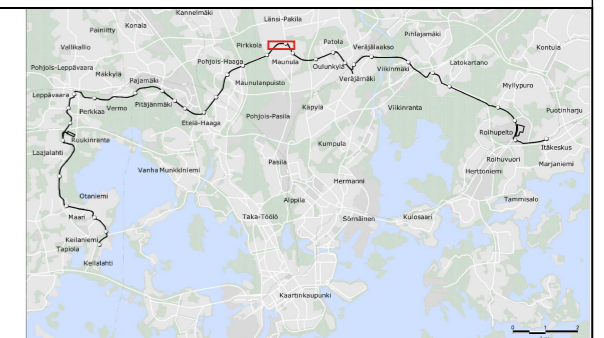 Kannelmäki
Länsi-Pakila
Painiitty
Konala
Pihlajamäki
Vallikallio
Pirkkola
Patola
Veräjälaakso
Kontula
Pohjois-Leppävaara
Mäkkylä
Pohjois-Haaga
Maunula
Oulunkylä
Viikinmäki
Latokartano
Pajamäki
Maunulanpuisto
Veräjämäki
Myllypuro
Leppävaara
Perkkaa
Vermo
Pitäjänmäki
Käpylä
Viikinranta
Puotinharju
Etelä-Haaga
Pohjois-Pasila
Ruukinranta
Kumpula
Roihupelto
Itäkeskus
Laajalahti
Pasila
Roihuvuori
Marjaniemi
Vanha Munkkiniemi
Herttoniemi
Hermanni
Otaniemi
Alppila
Tammisalo
Maari
Taka-Töölö
Sörnäinen
Kulosaari
Keilaniemi
Tapiola
Keilalahti
Kaartinkaupunki
0 1 2